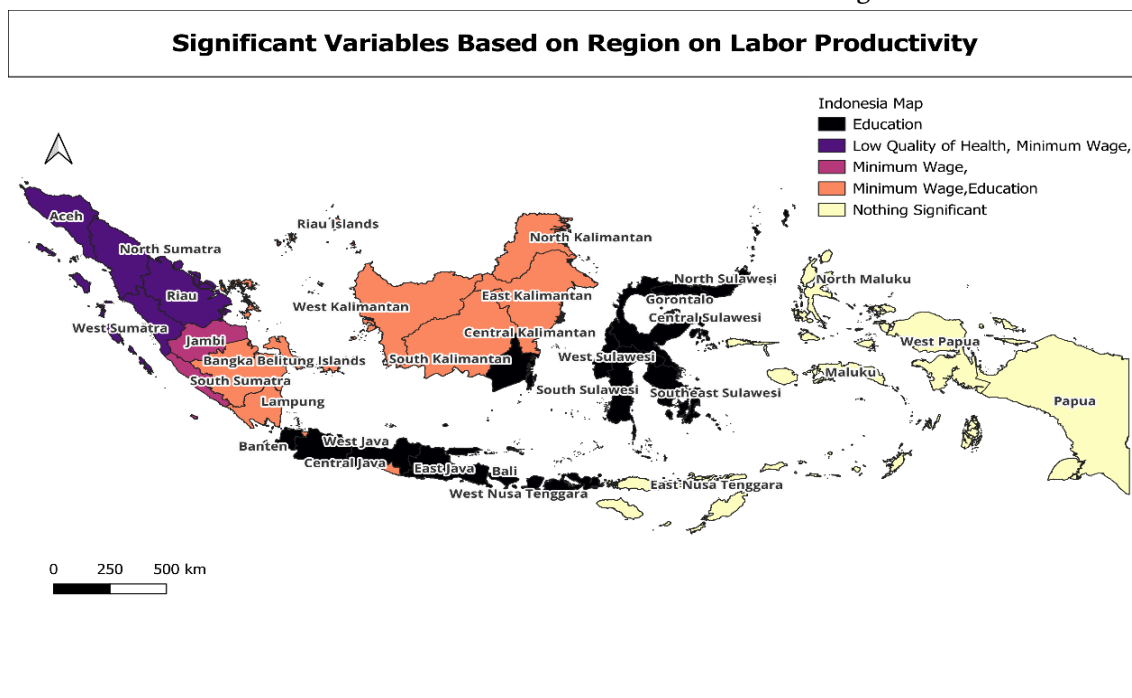 Significant Variables Based on Region on Labor Productivity
Indonesia Map
Education
Low Quality of Health, Minimum Wage,
Minimum Wage,
Minimum Wage,Education
Nothing Significant
Aceh
North Sumatra
Riau Islands
Riau
West Sumatra
Jambi
Bangka Belitung Islands
South Sumatra
Lampung
North Kalimantan
West Kalimantan
East Kalimantan
Central Kalimantan
South Kalimantan
North Sulawesi
Gorontalo
Central Sulawesi
West Sulawesi
South Sulawesi
Southeast Sulawesi
North Maluku
West Papua
Maluku
Papua
Banten
West Java
Central Java
East Java
Bali
West Nusa Tenggara
East Nusa Tenggara
0 250 500 km